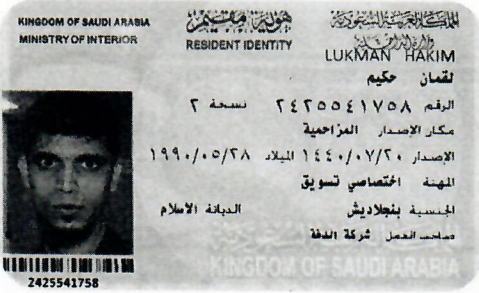 KINGDOM OF SAUDI ARABIA هوية مقيم المملكة العربية السعودية
MINISTRY OF INTERIOR RESIDENT IDENTITY وزارة الداخلية
LUKMAN HAKIM
لقمان حكيم
الرقم ٢٤٢٥٥٤١٧٥٨ نسخة ٢
مكان الإصدار المزاحمية
الإصدار ١٤٤٠/٠٧/٢٠ الميلاد ١٩٩٠/٠٥/٢٨
المهنة اختصاصي تسويق
الجنسية بنجلاديش الديانة الاسلام
صاحب العمل شركة الدفة
KINGDOM OF SAUDI ARABIA
2425541758